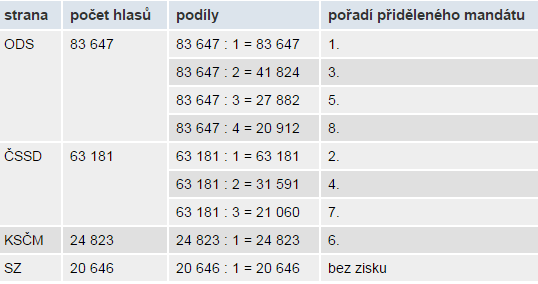 strana počet hlasů podíly pořadí přiděleného mandátu
ODS 83 647 83 647 : 1 = 83 647 1.
83 647 : 2 = 41 824 3.
83 647 : 3 = 27 882 5.
83 647 : 4 = 20 912 8.
ČSSD 63 181 63 181 : 1 = 63 181 2.
63 181 : 2 = 31 591 4.
63 181 : 3 = 21 060 7.
KSČM 24 823 24 823 : 1 = 24 823 6.
SZ 20 646 20 646 : 1 = 20 646 bez zisku